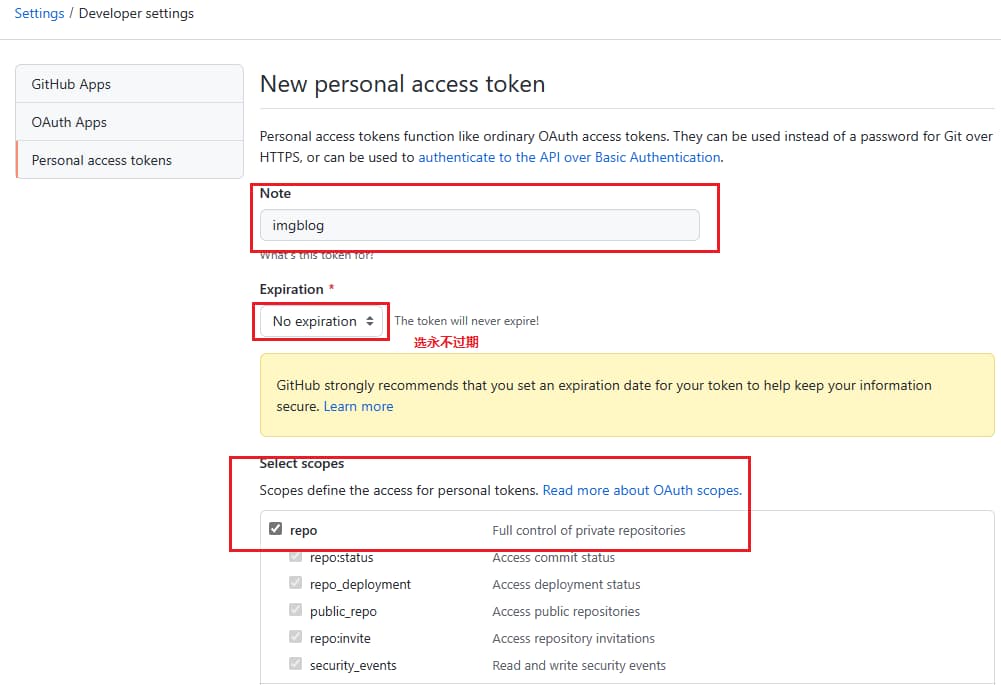 Settings / Developer settings
GitHub Apps
OAuth Apps
Personal access tokens
New personal access token
Personal access tokens function like ordinary OAuth access tokens. They can be used instead of a password for Git over
HTTPS, or can be used to authenticate to the API over Basic Authentication.
Note
imgblog
What's this token for?
Expiration *
No expiration The token will never expire!
选永不过期
GitHub strongly recommends that you set an expiration date for your token to help keep your information
secure. Learn more
Select scopes
Scopes define the access for personal tokens. Read more about OAuth scopes.
repo Full control of private repositories
repo:status Access commit status
repo_deployment Access deployment status
public_repo Access public repositories
repo:invite Access repository invitations
security_events Read and write security events